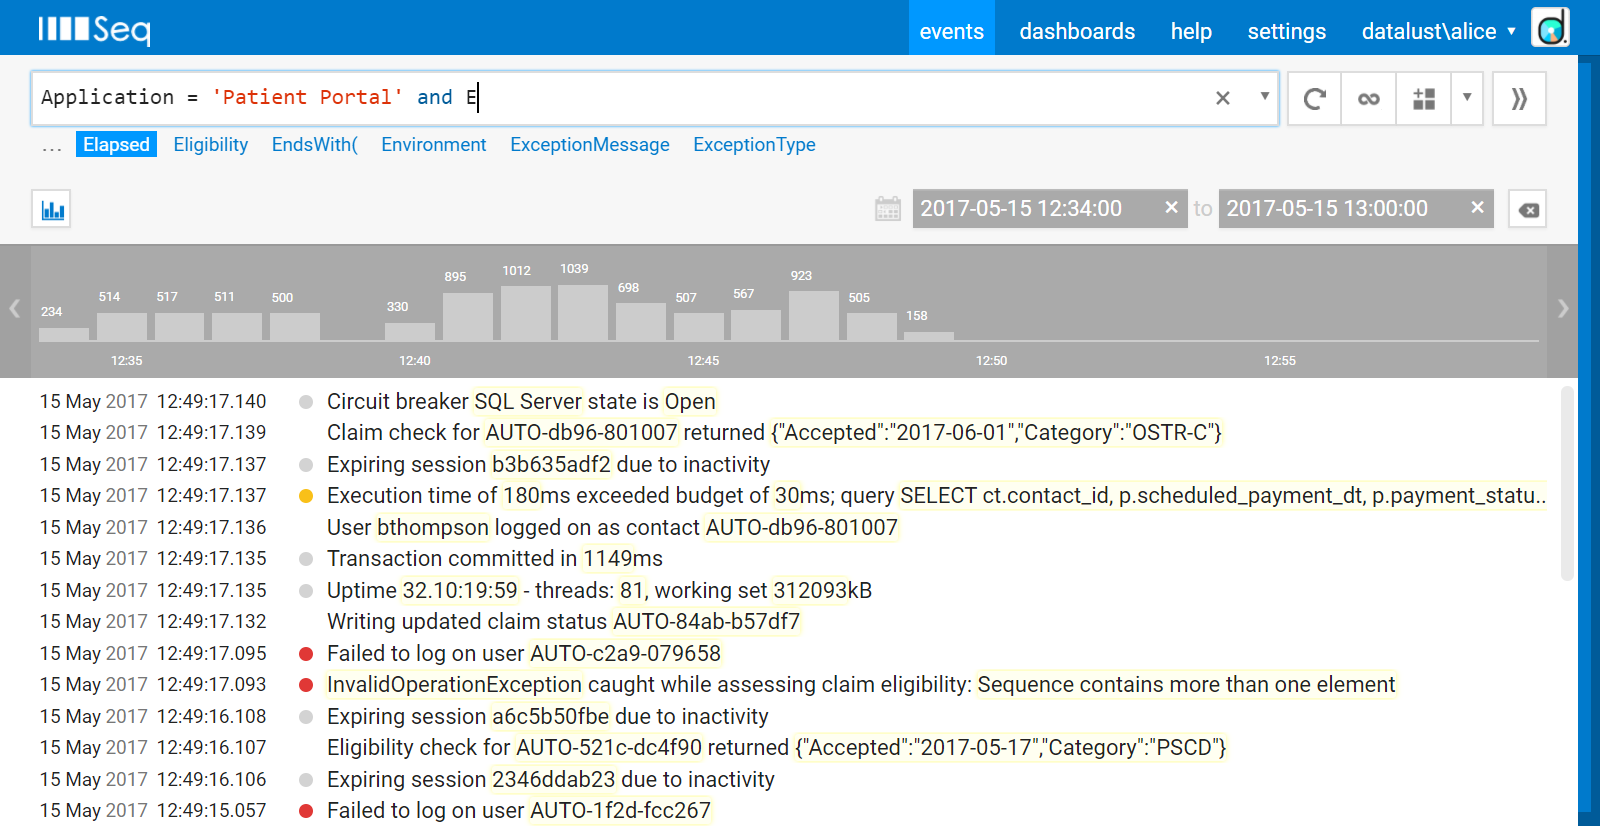 Seq events dashboards help settings datalust\alice
Application = 'Patient Portal' and E
... Elapsed Eligibility EndsWith( Environment ExceptionMessage ExceptionType
2017-05-15 12:34:00 to 2017-05-15 13:00:00
234 514 517 511 500 330 895 1012 1039 698 507 567 923 505 158
12:35 12:40 12:45 12:50 12:55
15 May 2017 12:49:17.140 Circuit breaker SQL Server state is Open
15 May 2017 12:49:17.139 Claim check for AUTO-db96-801007 returned {"Accepted":"2017-06-01","Category":"OSTR-C"}
15 May 2017 12:49:17.137 Expiring session b3b635adf2 due to inactivity
15 May 2017 12:49:17.137 Execution time of 180ms exceeded budget of 30ms; query SELECT ct.contact_id, p.scheduled_payment_dt, p.payment_statu..
15 May 2017 12:49:17.136 User bthompson logged on as contact AUTO-db96-801007
15 May 2017 12:49:17.135 Transaction committed in 1149ms
15 May 2017 12:49:17.135 Uptime 32.10:19:59 - threads: 81, working set 312093kB
15 May 2017 12:49:17.132 Writing updated claim status AUTO-84ab-b57df7
15 May 2017 12:49:17.095 Failed to log on user AUTO-c2a9-079658
15 May 2017 12:49:17.093 InvalidOperationException caught while assessing claim eligibility: Sequence contains more than one element
15 May 2017 12:49:16.108 Expiring session a6c5b50fbe due to inactivity
15 May 2017 12:49:16.107 Eligibility check for AUTO-521c-dc4f90 returned {"Accepted":"2017-05-17","Category":"PSCD"}
15 May 2017 12:49:16.106 Expiring session 2346ddab23 due to inactivity
15 May 2017 12:49:15.057 Failed to log on user AUTO-1f2d-fcc267